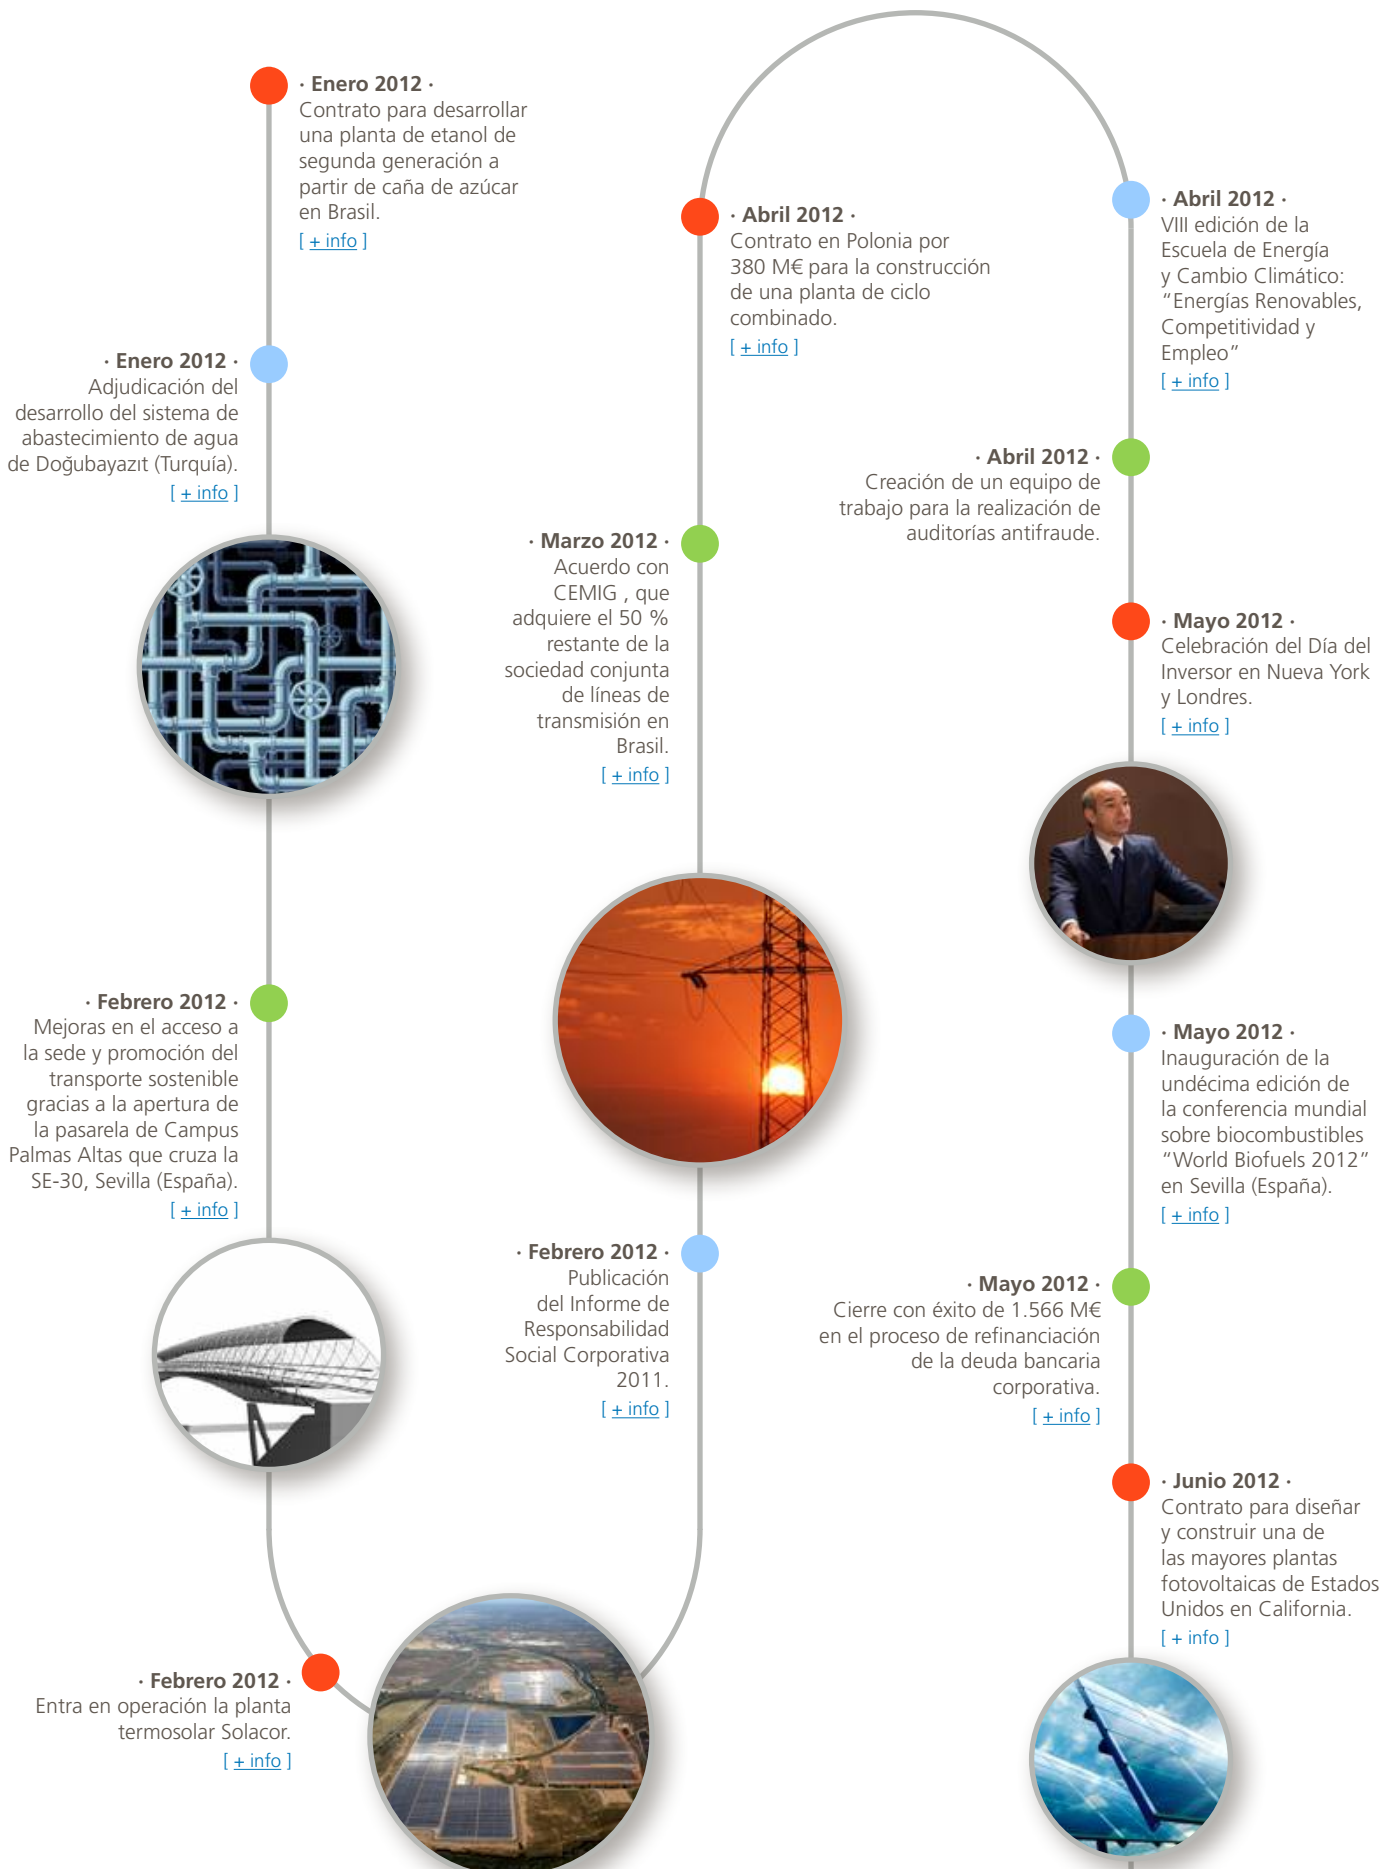 · Enero 2012 ·
Contrato para desarrollar
una planta de etanol de
segunda generación a
partir de caña de azúcar
en Brasil.
[ + info ]
· Enero 2012 ·
Adjudicación del
desarrollo del sistema de
abastecimiento de agua
de Doğubayazıt (Turquía).
[ + info ]
· Febrero 2012 ·
Mejoras en el acceso a
la sede y promoción del
transporte sostenible
gracias a la apertura de
la pasarela de Campus
Palmas Altas que cruza la
SE-30, Sevilla (España).
[ + info ]
· Febrero 2012 ·
Entra en operación la planta
termosolar Solacor.
[ + info ]
· Febrero 2012 ·
Publicación
del Informe de
Responsabilidad
Social Corporativa
2011.
[ + info ]
· Marzo 2012 ·
Acuerdo con
CEMIG , que
adquiere el 50 %
restante de la
sociedad conjunta
de líneas de
transmisión en
Brasil.
[ + info ]
· Abril 2012 ·
Contrato en Polonia por
380 M€ para la construcción
de una planta de ciclo
combinado.
[ + info ]
· Abril 2012 ·
VIII edición de la
Escuela de Energía
y Cambio Climático:
“Energías Renovables,
Competitividad y
Empleo”
[ + info ]
· Abril 2012 ·
Creación de un equipo de
trabajo para la realización de
auditorías antifraude.
· Mayo 2012 ·
Celebración del Día del
Inversor en Nueva York
y Londres.
[ + info ]
· Mayo 2012 ·
Inauguración de la
undécima edición de
la conferencia mundial
sobre biocombustibles
“World Biofuels 2012”
en Sevilla (España).
[ + info ]
· Mayo 2012 ·
Cierre con éxito de 1.566 M€
en el proceso de refinanciación
de la deuda bancaria
corporativa.
[ + info ]
· Junio 2012 ·
Contrato para diseñar
y construir una de
las mayores plantas
fotovoltaicas de Estados
Unidos en California.
[ + info ]